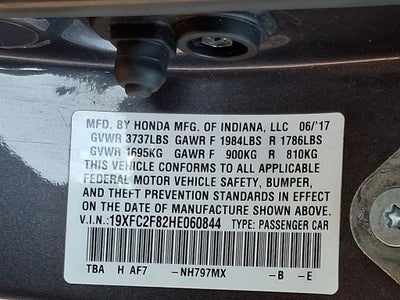 MFD. BY HONDA MFG. OF INDIANA, LLC 06/'17
GVWR 3737LBS GAWR F 1984LBS R 1786LBS
GVWR 1695KG GAWR F 900KG R 810KG
THIS VEHICLE CONFORMS TO ALL APPLICABLE
FEDERAL MOTOR VEHICLE SAFETY, BUMPER,
AND THEFT PREVENTION STANDARDS IN EFFECT
ON THE DATE OF MANUFACTURE SHOWN ABOVE.
V.I.N.:19XFC2F82HE060844 TYPE: PASSENGER CAR
TBA H AF7 -NH797MX -B -E